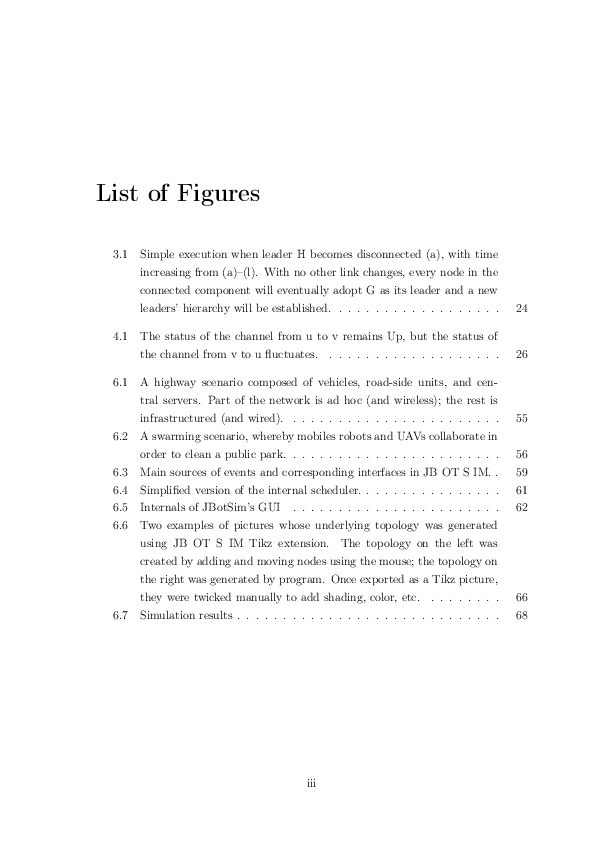 List of Figures
3.1 Simple execution when leader H becomes disconnected (a), with time
increasing from (a)–(l). With no other link changes, every node in the
connected component will eventually adopt G as its leader and a new
leaders' hierarchy will be established. . . . . . . . . . . . . . . . . . . 24
4.1 The status of the channel from u to v remains Up, but the status of
the channel from v to u fluctuates. . . . . . . . . . . . . . . . . . . . 26
6.1 A highway scenario composed of vehicles, road-side units, and cen-
tral servers. Part of the network is ad hoc (and wireless); the rest is
infrastructured (and wired). . . . . . . . . . . . . . . . . . . . . . . . 55
6.2 A swarming scenario, whereby mobiles robots and UAVs collaborate in
order to clean a public park. . . . . . . . . . . . . . . . . . . . . . . . 56
6.3 Main sources of events and corresponding interfaces in JB OT S IM. . 59
6.4 Simplified version of the internal scheduler. . . . . . . . . . . . . . . . 61
6.5 Internals of JBotSim's GUI . . . . . . . . . . . . . . . . . . . . . . . 62
6.6 Two examples of pictures whose underlying topology was generated
using JB OT S IM Tikz extension. The topology on the left was
created by adding and moving nodes using the mouse; the topology on
the right was generated by program. Once exported as a Tikz picture,
they were twicked manually to add shading, color, etc. . . . . . . . . 66
6.7 Simulation results . . . . . . . . . . . . . . . . . . . . . . . . . . . . . 68
iii